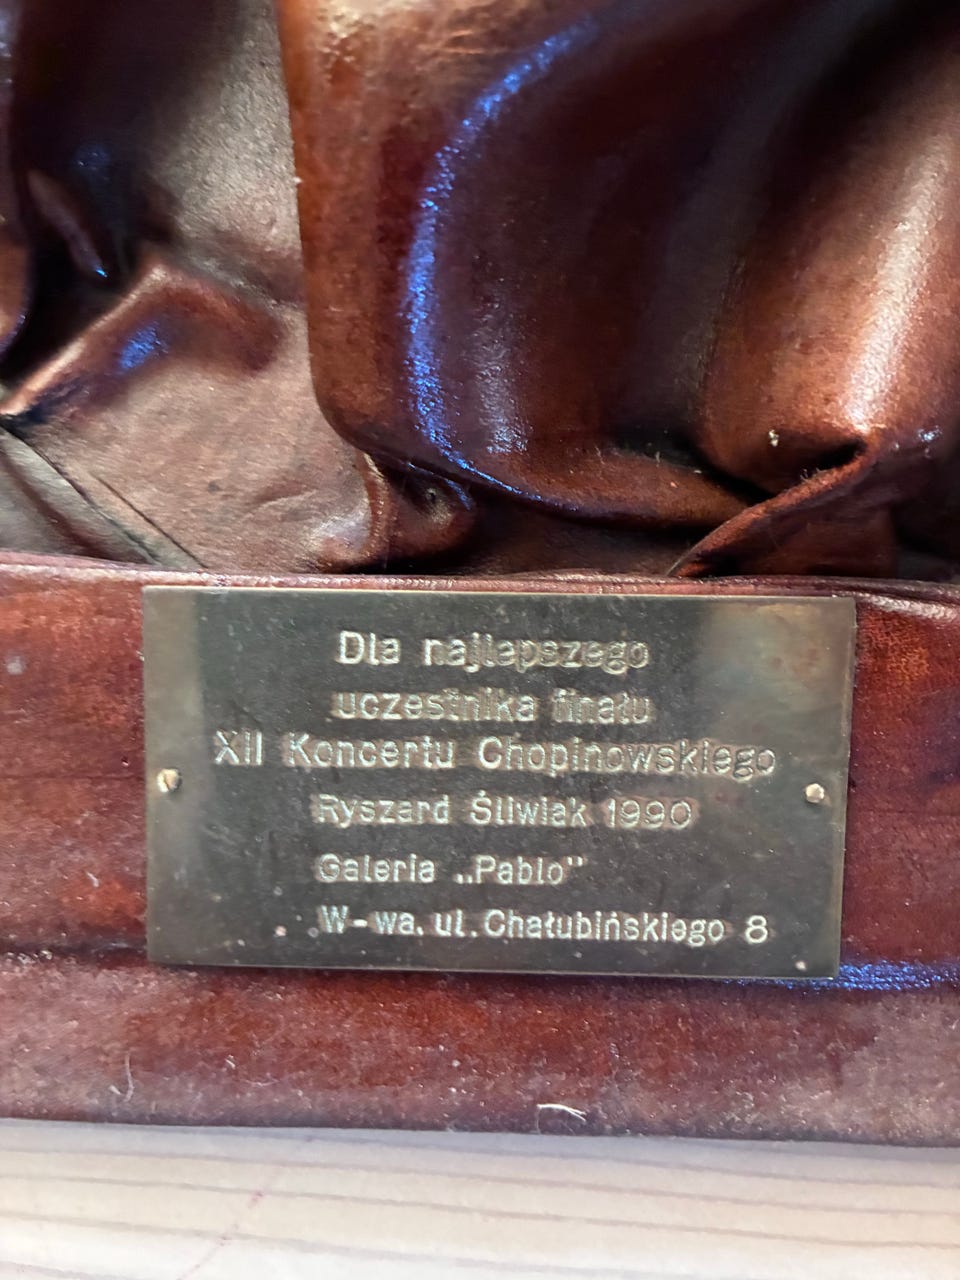 Dla najlepszego
uczestnika finału
XII Koncertu Chopinowskiego
Ryszard Śliwiak 1990
Galeria „Pablo"
W-wa, ul. Chałubińskiego 8